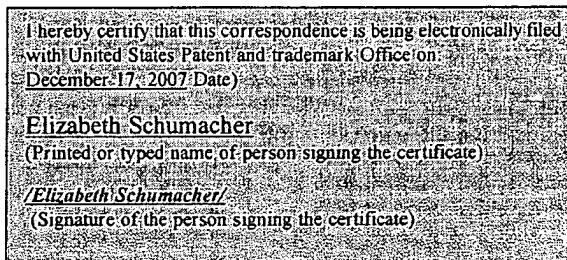 I hereby certify that this correspondence is being electronically filed
with United States Patent and trademark Office on:
December 17, 2007 Date)
Elizabeth Schumacher
(Printed or typed name of person signing the certificate)
/Elizabeth Schumacher/
(Signature of the person signing the certificate)